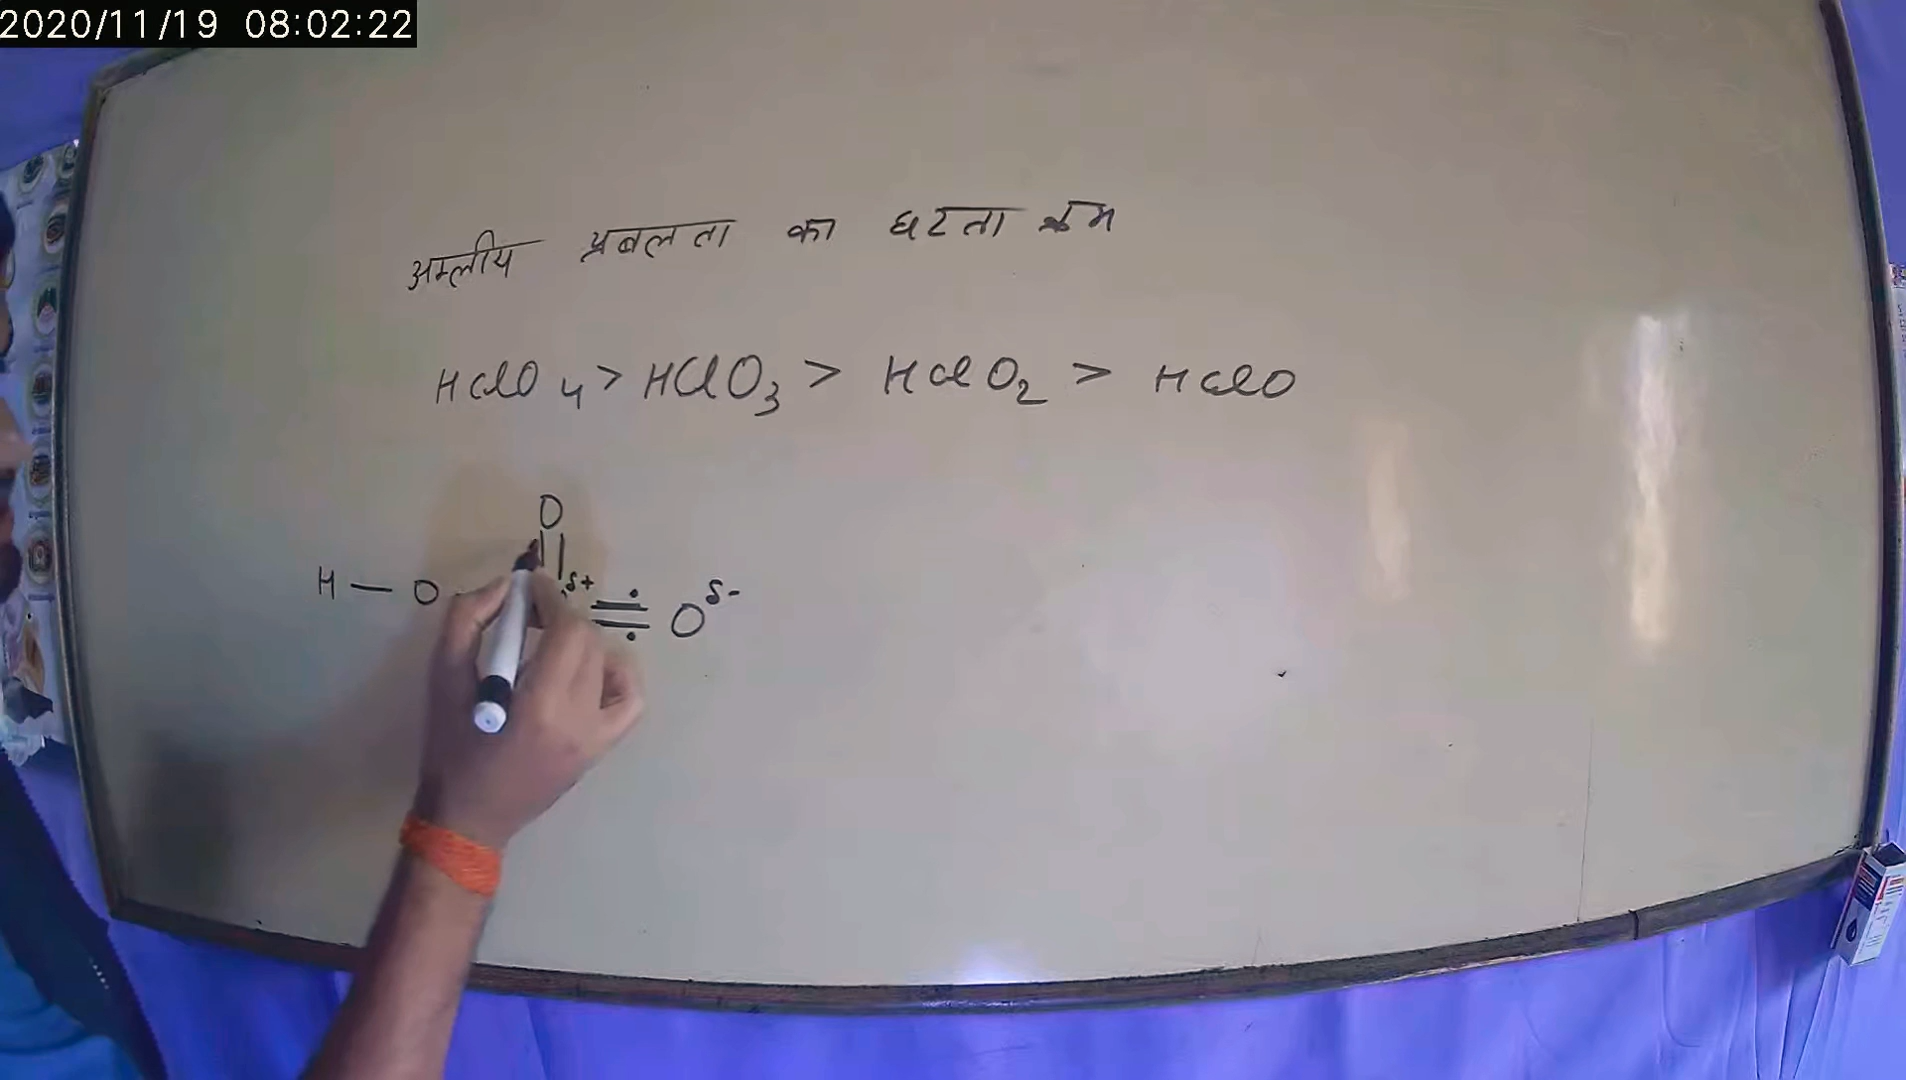 2020/11/19 08:02:22
अम्लीय प्रबलता का घटता क्रम
HClO4 > HClO3 > HClO2 > HClO
O
||
H — O — δ+ = O δ-